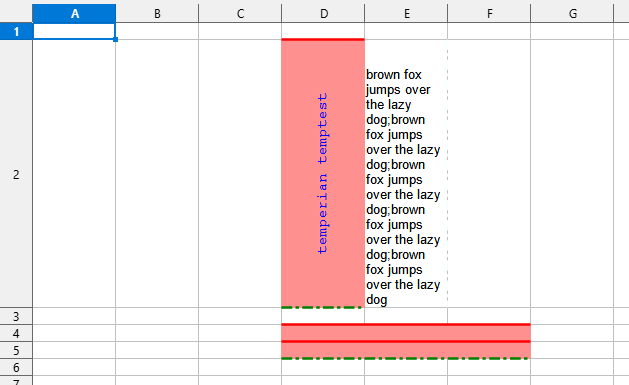 A B C D E F G
1
2
temperian temptest
brown fox
jumps over
the lazy
dog;brown
fox jumps
over the lazy
dog;brown
fox jumps
over the lazy
dog;brown
fox jumps
over the lazy
dog;brown
fox jumps
over the lazy
dog
3
4
5
6
7